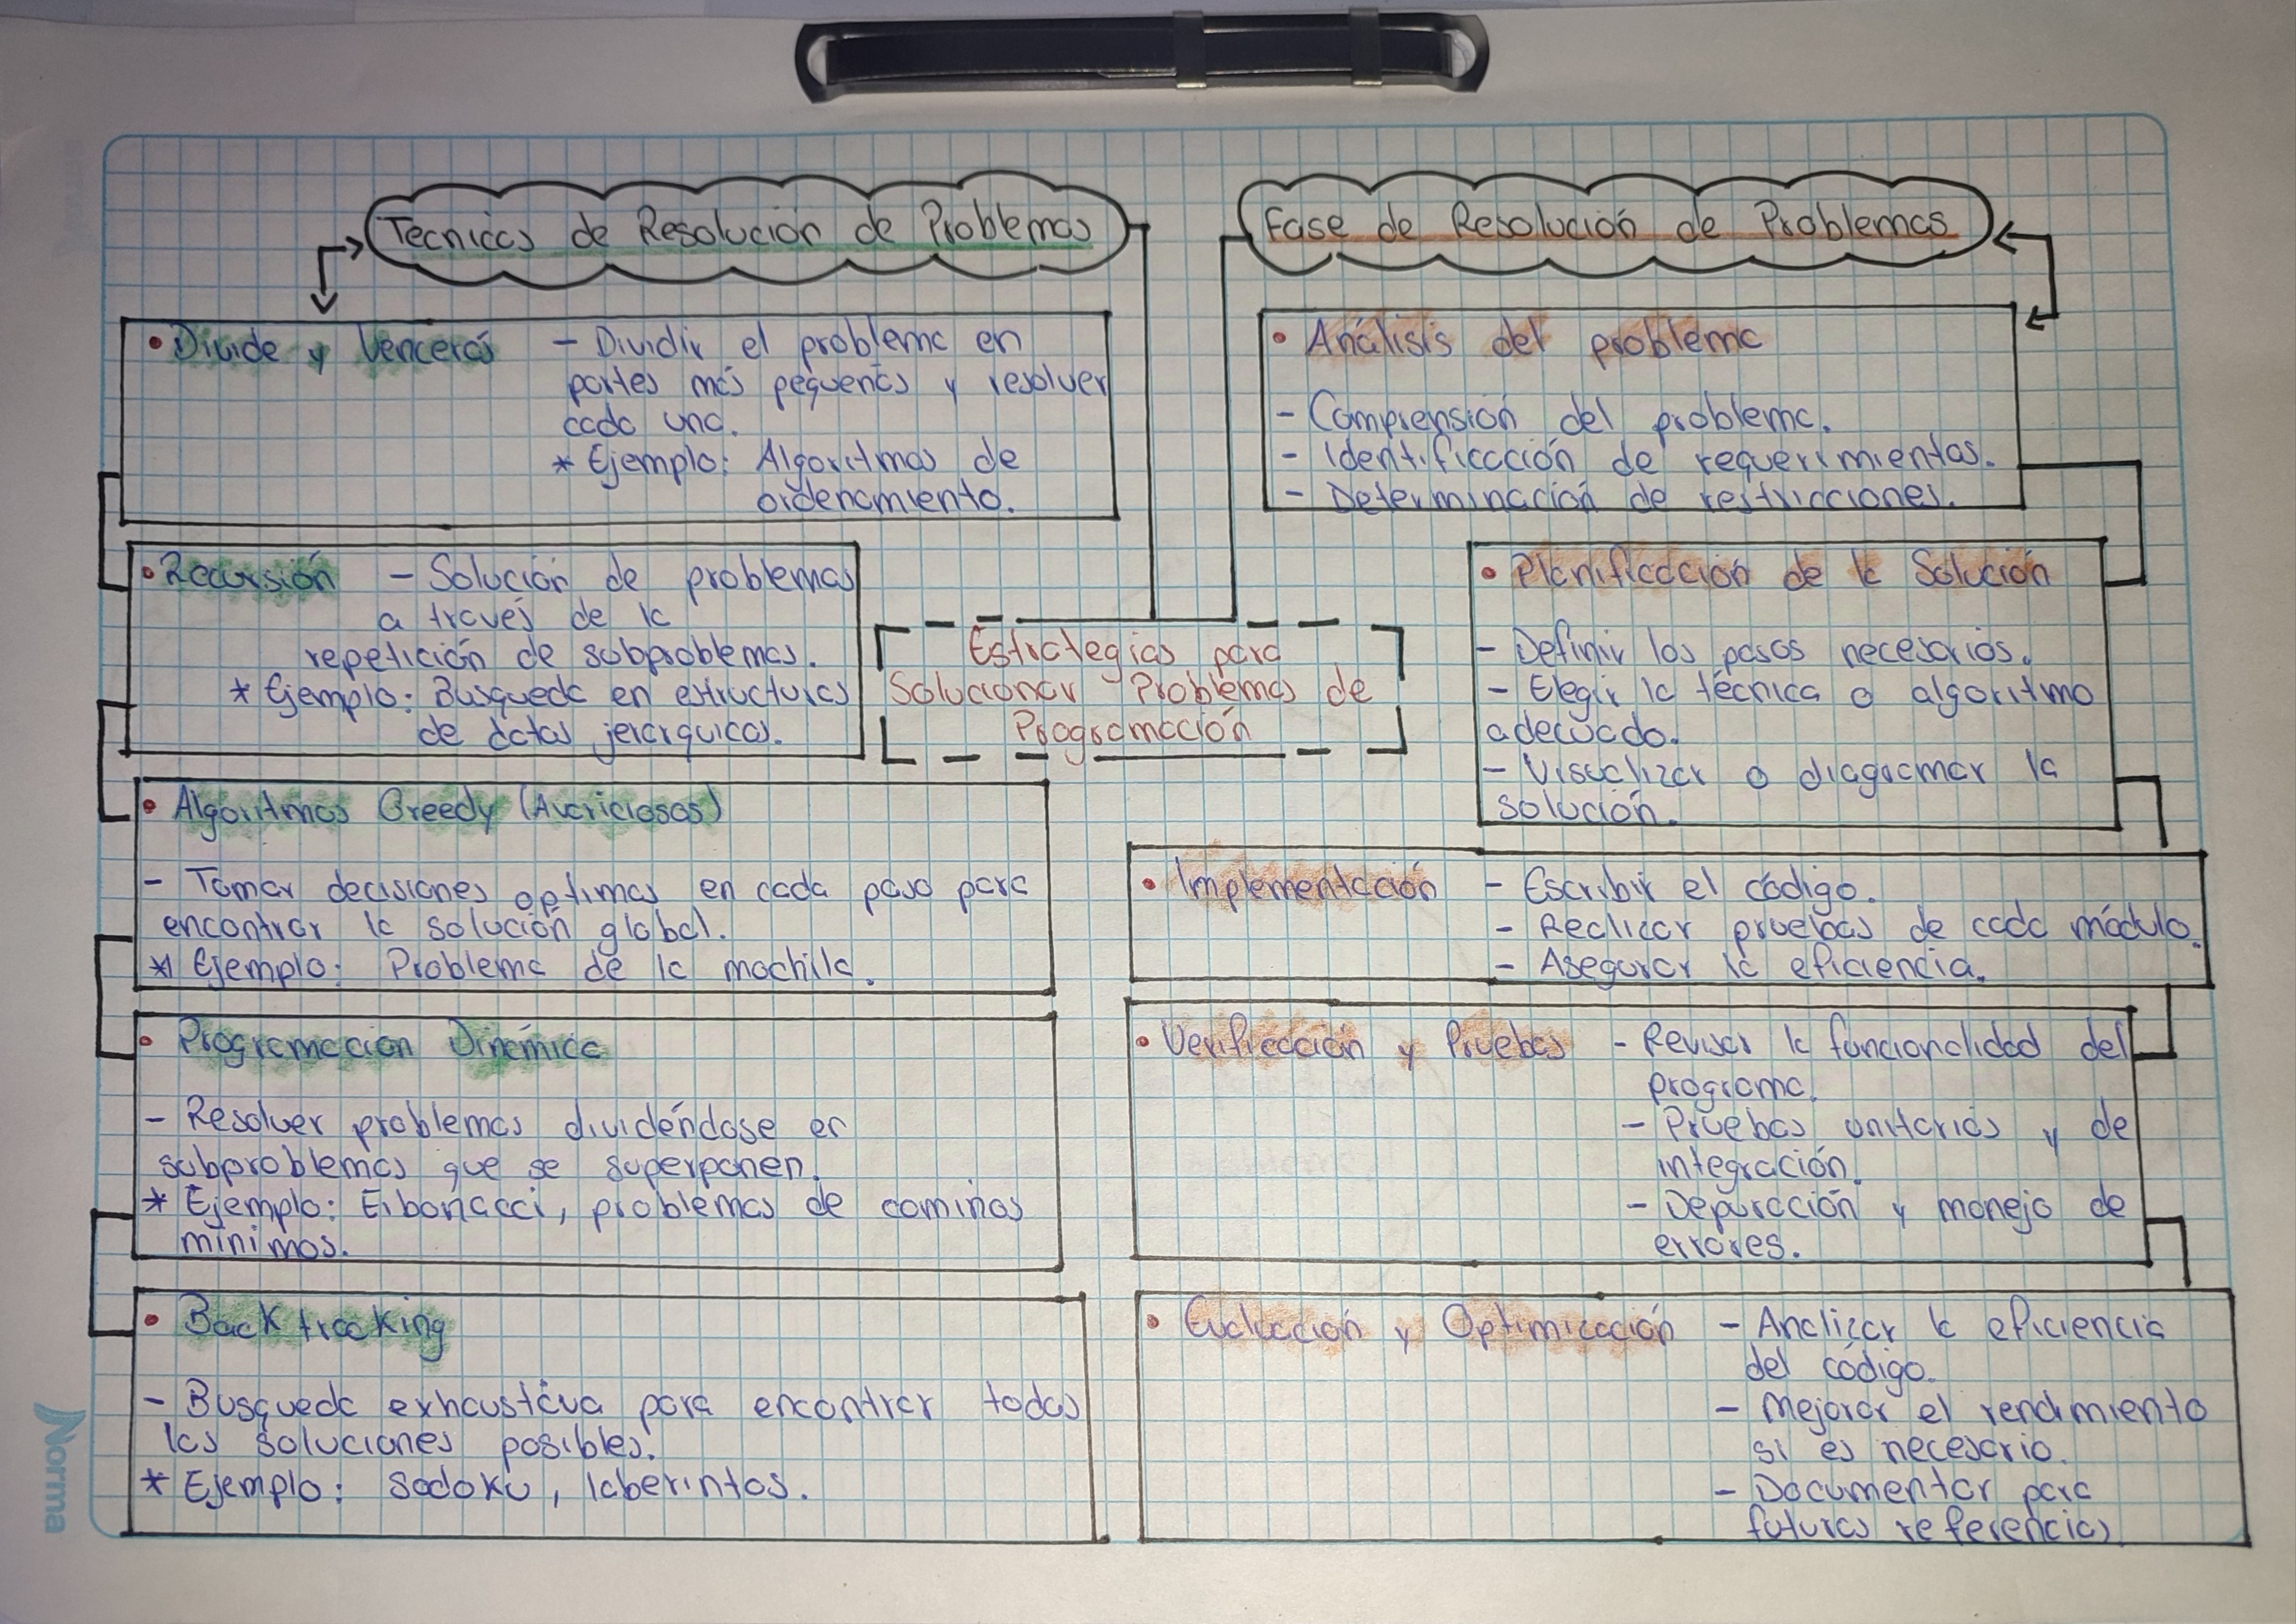 Tecnicas de Resolución de Problemas
Divide y Venceras
- Dividir el problema en
partes más pequeñas y resolver
cada una.
* Ejemplo: Algoritmos de
ordenamiento.
Recursión
- Solución de problemas
a través de la
repetición de subproblemas.
* Ejemplo: Busqueda en estructuras
de datos jerarquicas.
Algoritmos Greedy (Avariciosos)
- Tomar decisiones optimas en cada paso para
encontrar la solución global.
* Ejemplo: Problema de la mochila.
Programacion Dinámica
- Resolver problemas dividéndose en
subproblemas que se superponen.
* Ejemplo: Fibonacci, problemas de caminos
minimos.
Backtracking
- Busqueda exhaustiva para encontrar todas
las soluciones posibles.
* Ejemplo: Sodoku, laberintos.
Estrategias para
Solucionar Problemas de
Programación
Fase de Resolución de Problemas
Análisis del problema
- Comprensión del problema.
- Identificación de requerimientos.
- Determinación de restricciones.
Planificación de la Solución
- Definir los pasos necesarios.
- Elegir la técnica o algoritmo
adecuado.
- Visualizar o diagramar la
solución.
Implementación
- Escribir el código.
- Realizar pruebas de cada módulo.
- Asegurar la eficiencia.
Verificación y Pruebas
- Revisar la funcionalidad del
programa.
- Pruebas unitarias y de
integración.
- Depuración y manejo de
errores.
Evaluación y Optimización
- Analizar la eficiencia
del código.
- Mejorar el rendimiento
si es necesario.
- Documentar para
futuras referencias
Norma